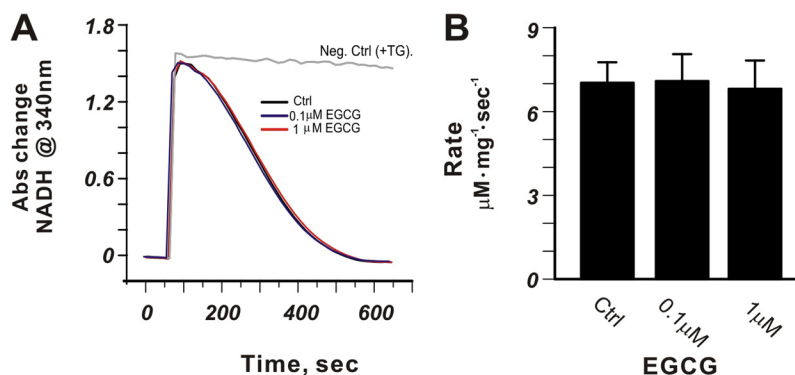 A
1.8
1.2
0.6
0
Abs change
NADH @ 340nm
Neg. Ctrl (+TG).
Ctrl
0.1μM EGCG
1 μM EGCG
0
200
400
600
Time, sec
B
9
6
3
0
Rate
μM·mg⁻¹·sec⁻¹
Ctrl
0.1μM
1μM
EGCG